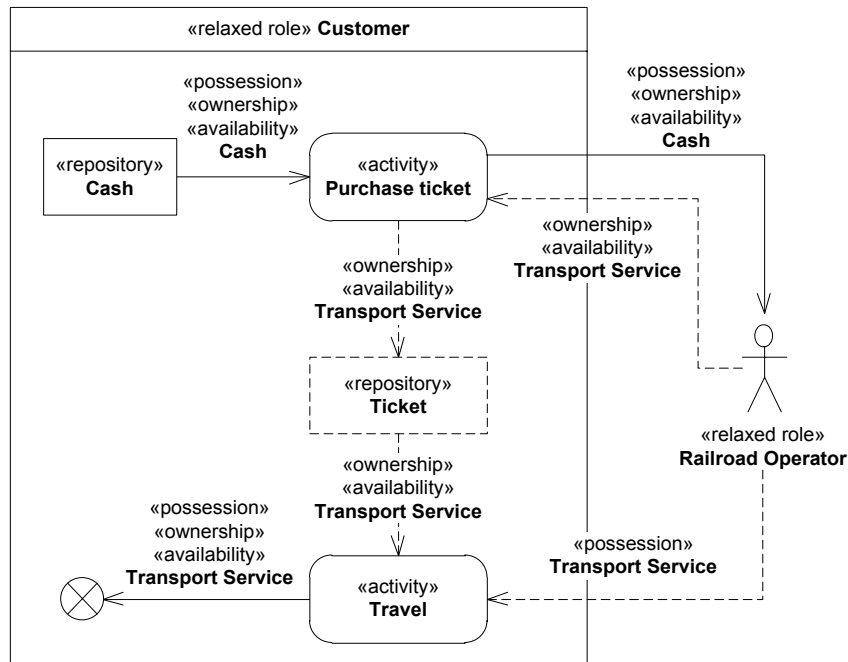 «relaxed role» Customer
«possession»
«ownership»
«availability»
Cash
«possession»
«ownership»
«availability»
Cash
«repository»
Cash
«activity»
Purchase ticket
«ownership»
«availability»
Transport Service
«ownership»
«availability»
Transport Service
«repository»
Ticket
«relaxed role»
Railroad Operator
«ownership»
«availability»
Transport Service
«possession»
«ownership»
«availability»
Transport Service
«possession»
Transport Service
«activity»
Travel